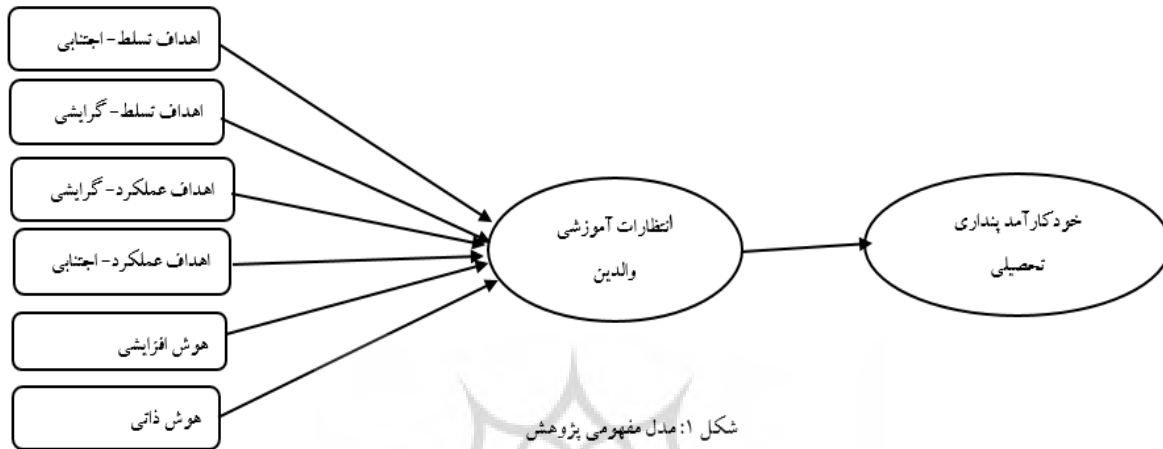 اهداف تسلط- اجتنابی
اهداف تسلط- گرایشی
اهداف عملکرد- گرایشی
اهداف عملکرد- اجتنابی
هوش افزایشی
هوش ذاتی
انتظارات آموزشی
والدین
خودکارآمد پنداری
تحصیلی
شکل ۱: مدل مفهومی پژوهش